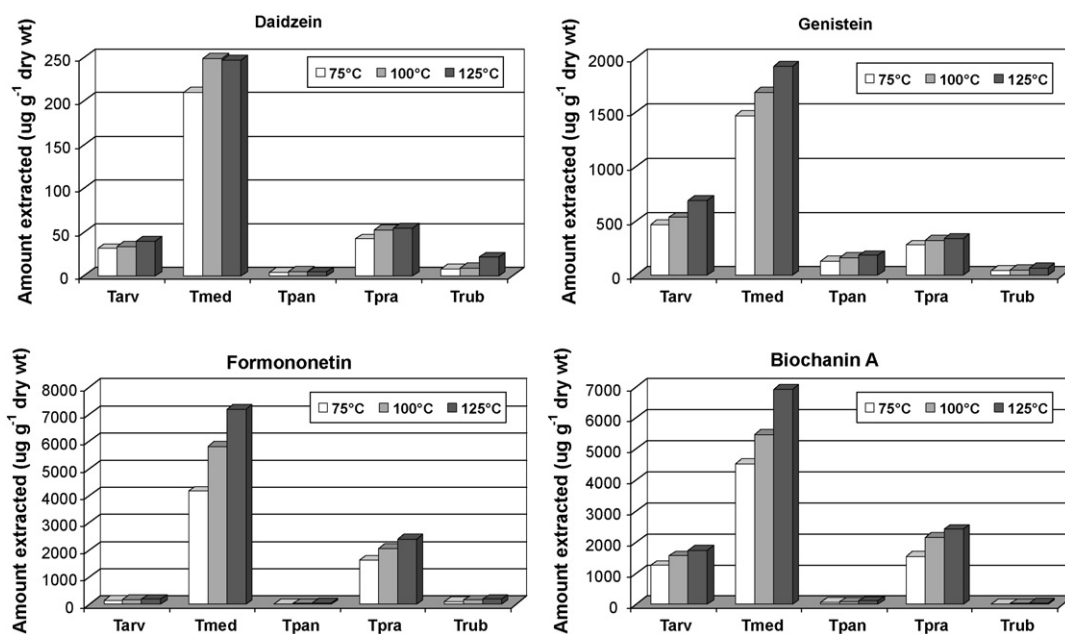 Daidzein
Amount extracted (ug g-1 dry wt)
250
200
150
100
50
0
75°C 100°C 125°C
Tarv Tmed Tpan Tpra Trub
Genistein
Amount extracted (ug g-1 dry wt)
2000
1500
1000
500
0
75°C 100°C 125°C
Tarv Tmed Tpan Tpra Trub
Formononetin
Amount extracted (ug g-1 dry wt)
8000
7000
6000
5000
4000
3000
2000
1000
0
75°C 100°C 125°C
Tarv Tmed Tpan Tpra Trub
Biochanin A
Amount extracted (ug g-1 dry wt)
7000
6000
5000
4000
3000
2000
1000
0
75°C 100°C 125°C
Tarv Tmed Tpan Tpra Trub